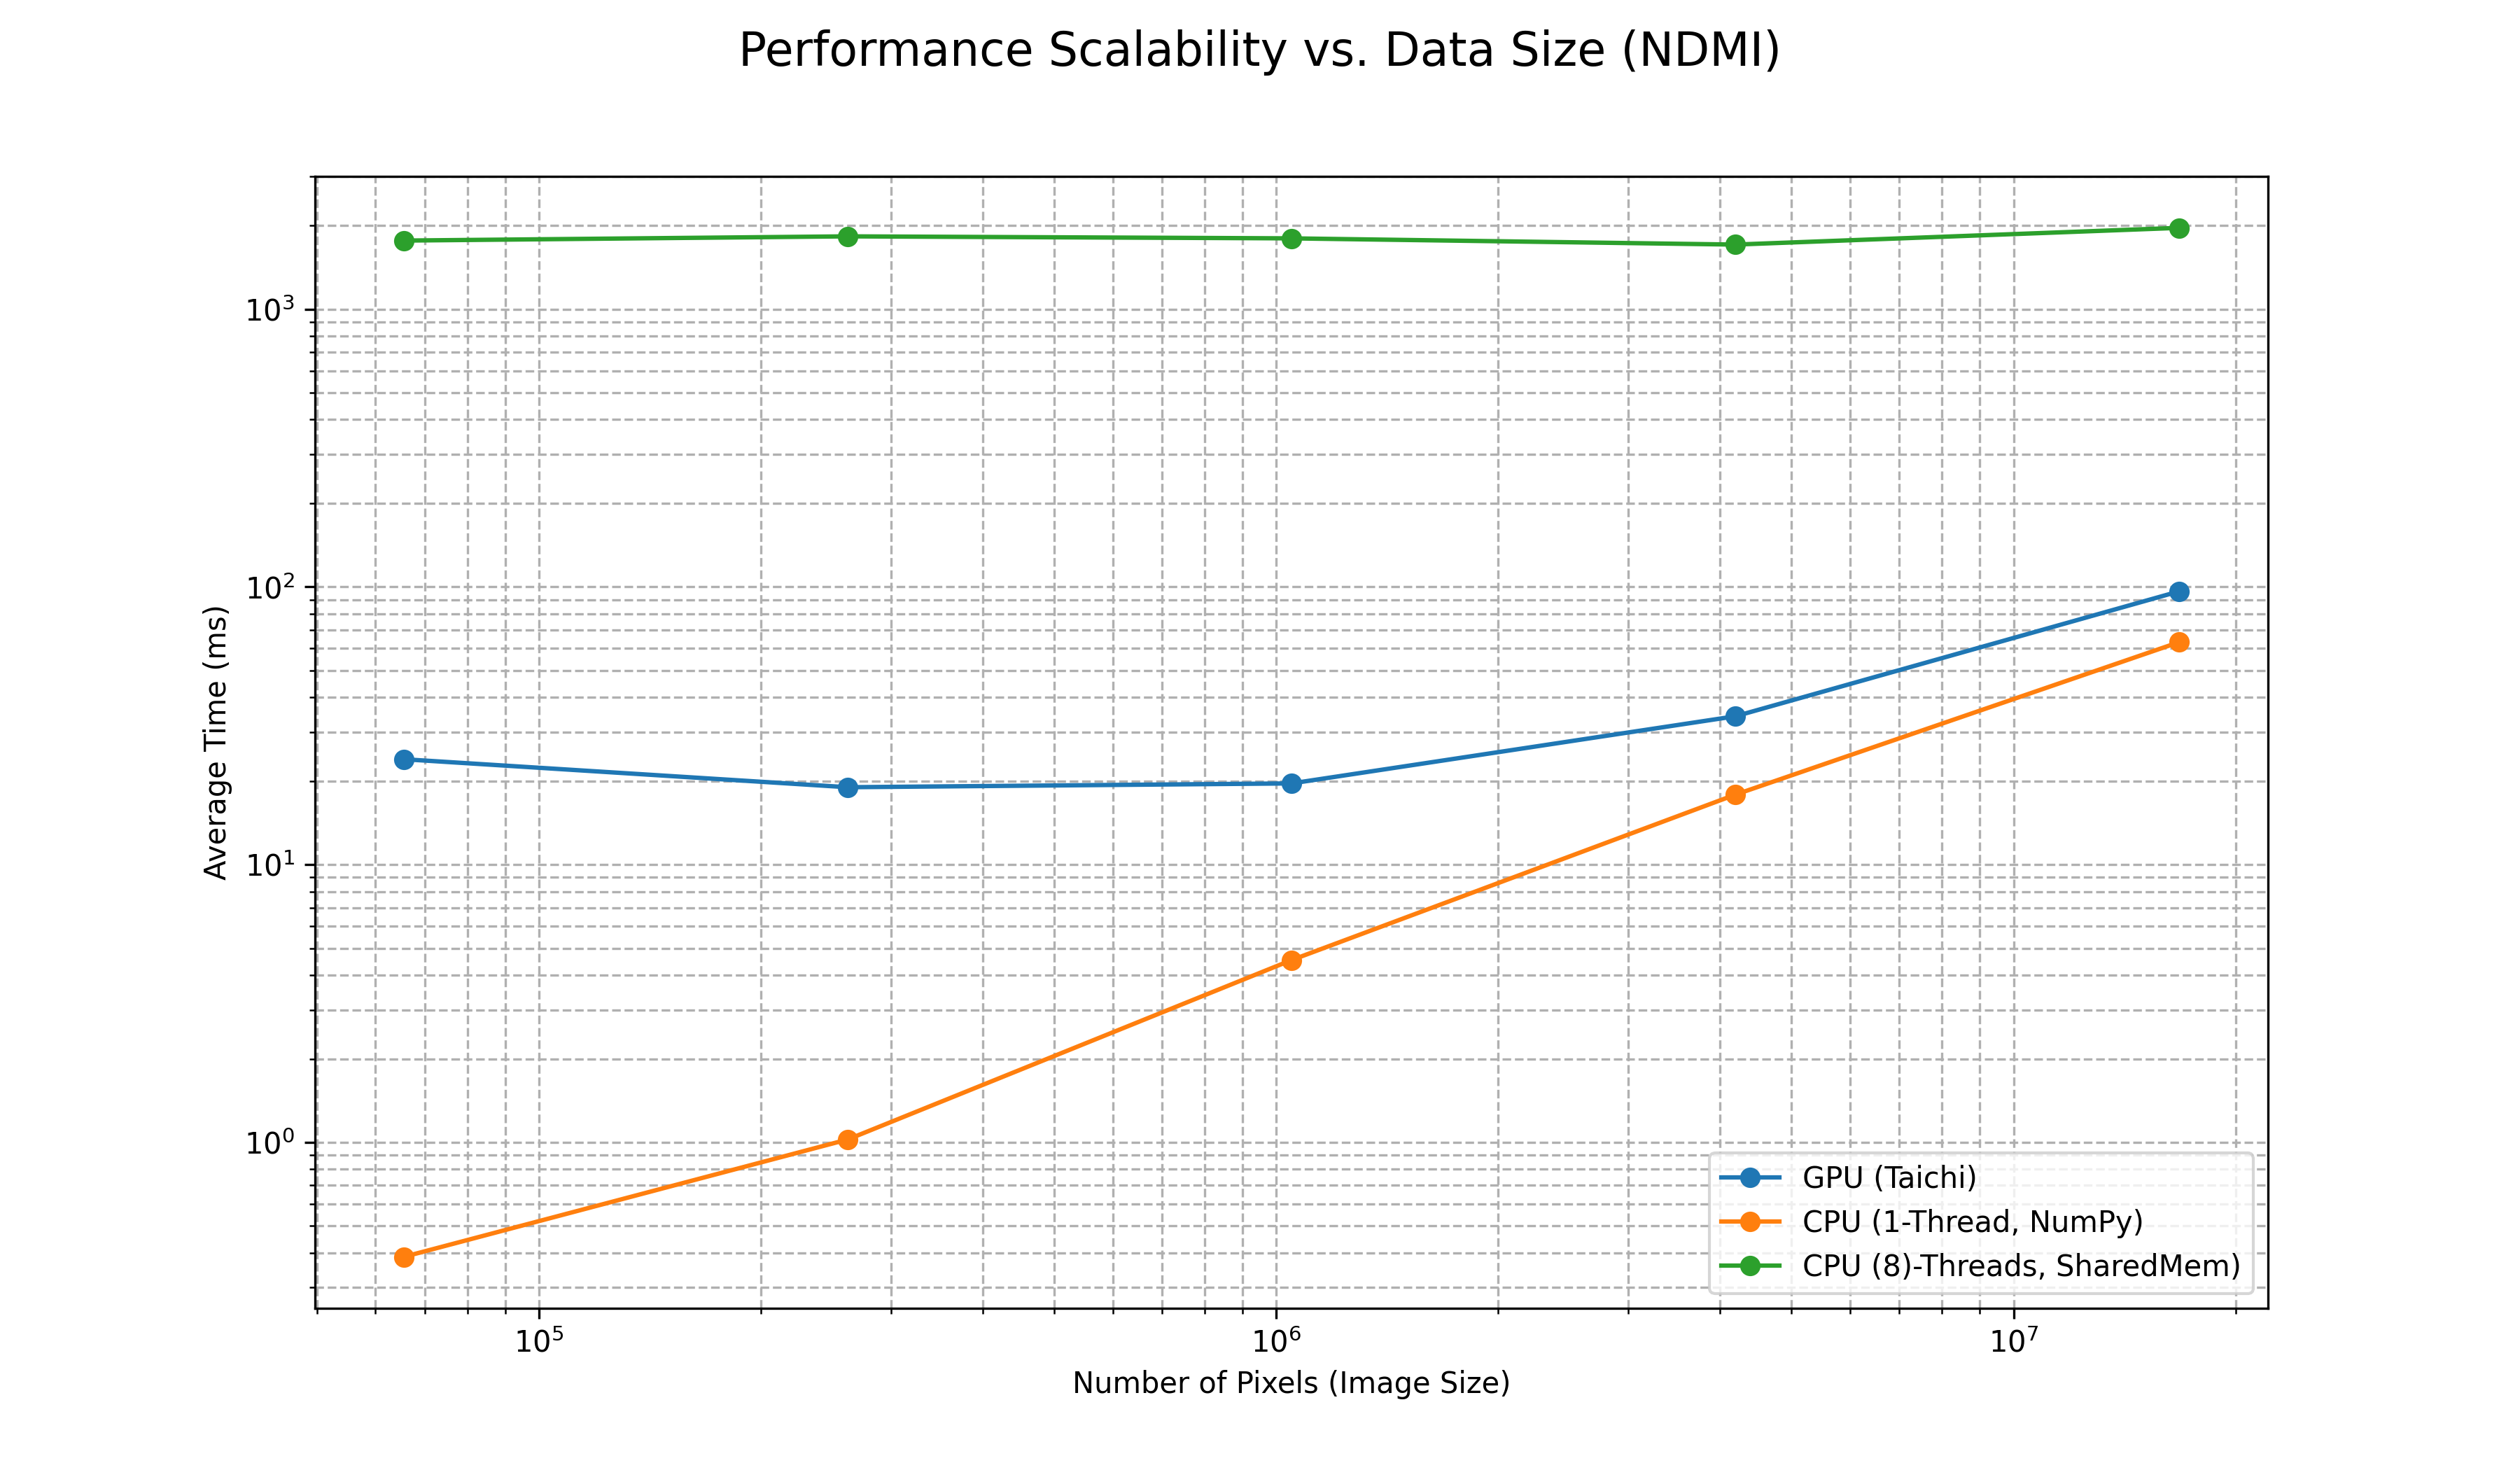 Performance Scalability vs. Data Size (NDMI)
Average Time (ms)
10³
10²
10¹
10⁰
10⁵
10⁶
10⁷
Number of Pixels (Image Size)
GPU (Taichi)
CPU (1-Thread, NumPy)
CPU (8)-Threads, SharedMem)